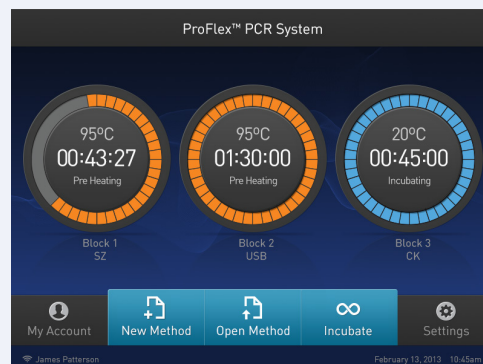 ProFlex™ PCR System
95ºC
00:43:27
Pre Heating
Block 1
SZ
95ºC
01:30:00
Pre Heating
Block 2
USB
20ºC
00:45:00
Incubating
Block 3
CK
My Account
New Method
Open Method
Incubate
Settings
James Patterson
February 13, 2013 10:45am